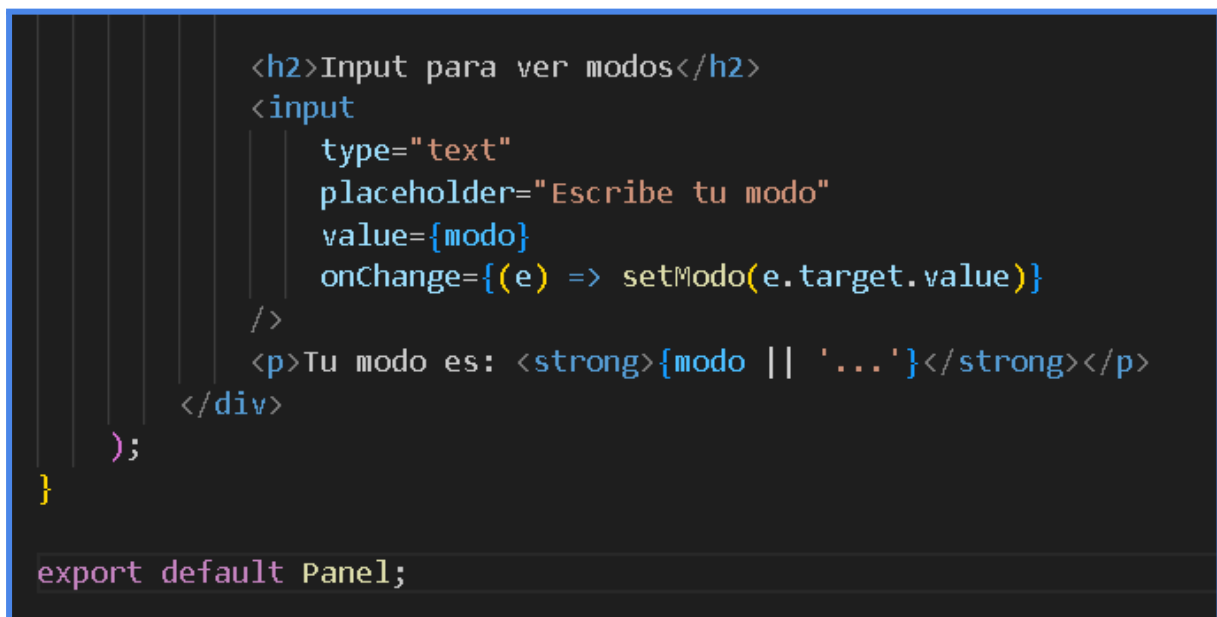 <h2>Input para ver modos</h2>
<input
type="text"
placeholder="Escribe tu modo"
value={modo}
onChange={(e) => setModo(e.target.value)}
/>
<p>Tu modo es: <strong>{modo || '...'}</strong></p>
</div>
);
}
export default Panel;